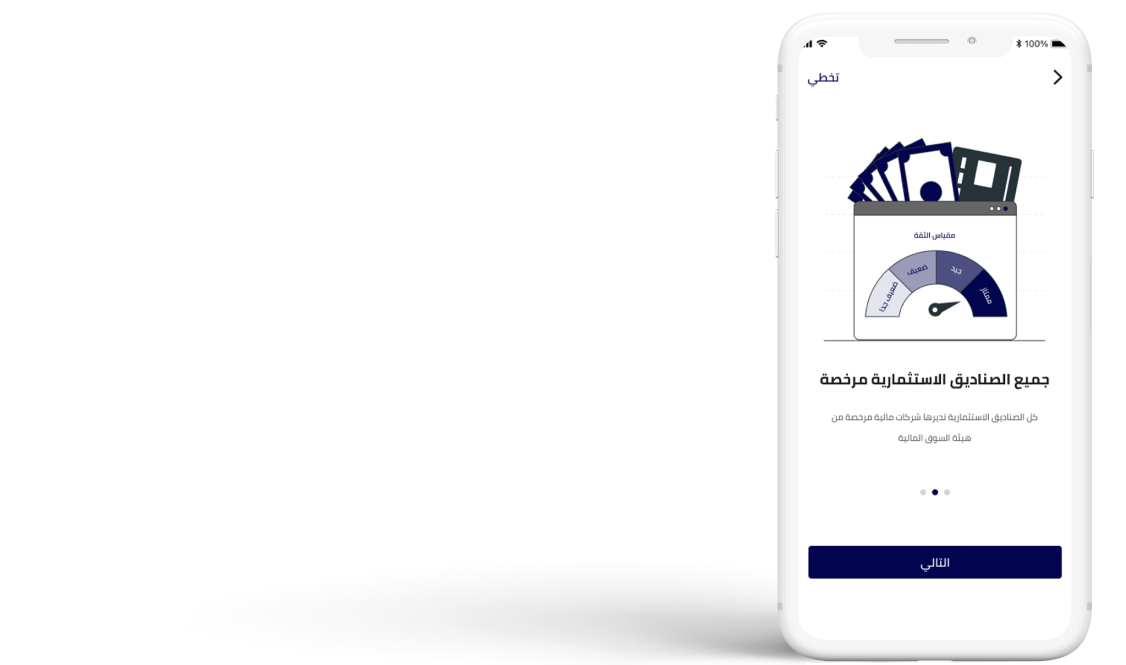 100%
تخطي
مقياس الثقة
ضعيف جدا
ضعيف
جيد
ممتاز
جميع الصناديق الاستثمارية مرخصة
كل الصناديق الاستثمارية تديرها شركات مالية مرخصة من
هيئة السوق المالية
التالي